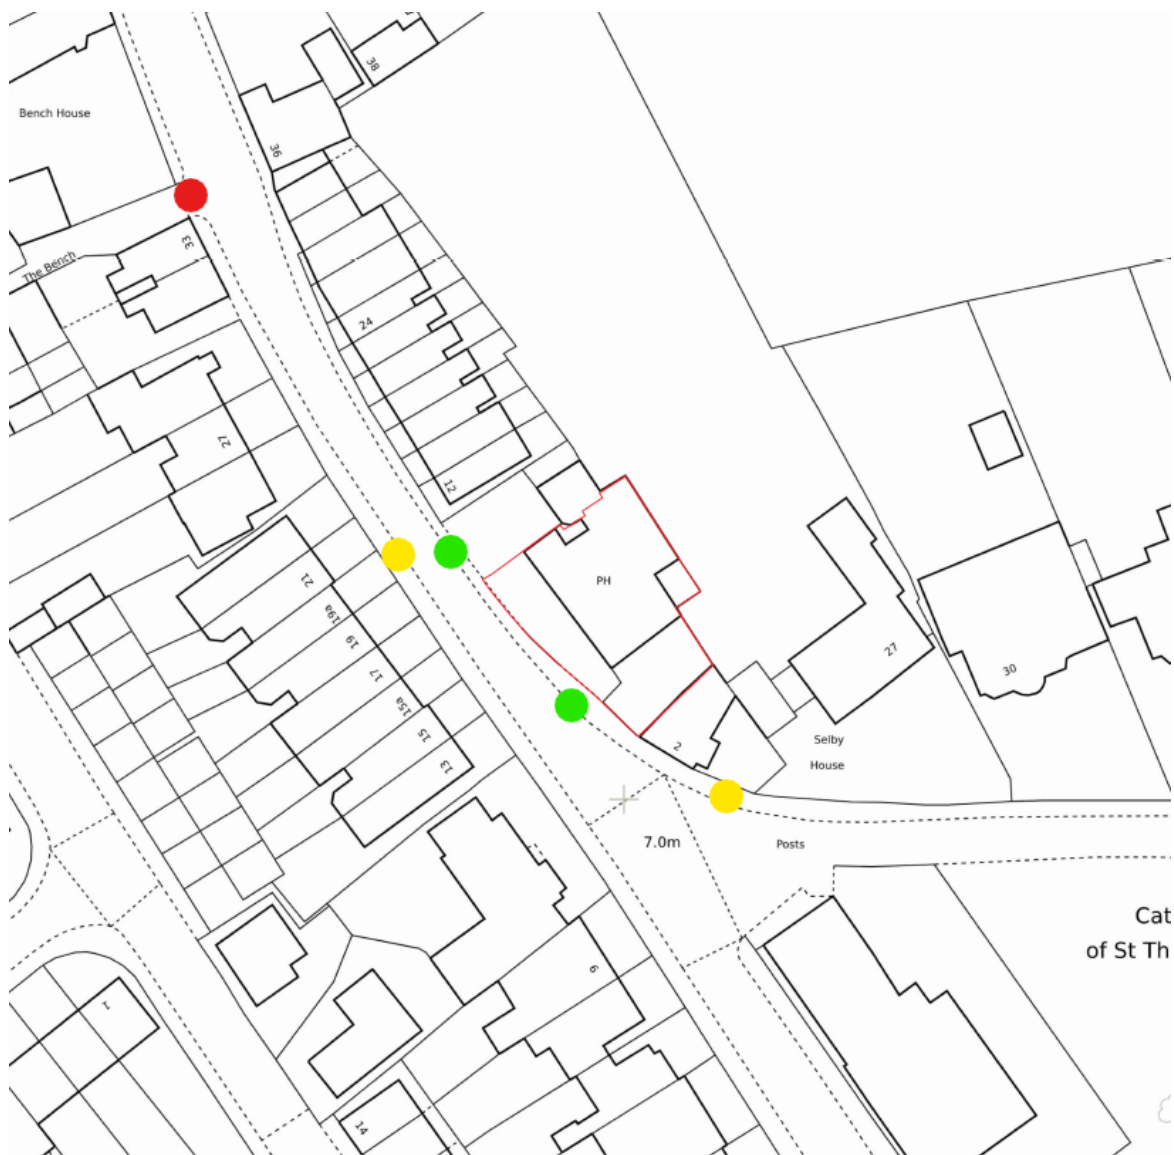 38
Bench House
36
33
The Bench
24
27
12
21
PH
19a
19
17
27
30
15a
15
13
2
Selby
House
7.0m
Posts
Cat
of St Th
6
1
14